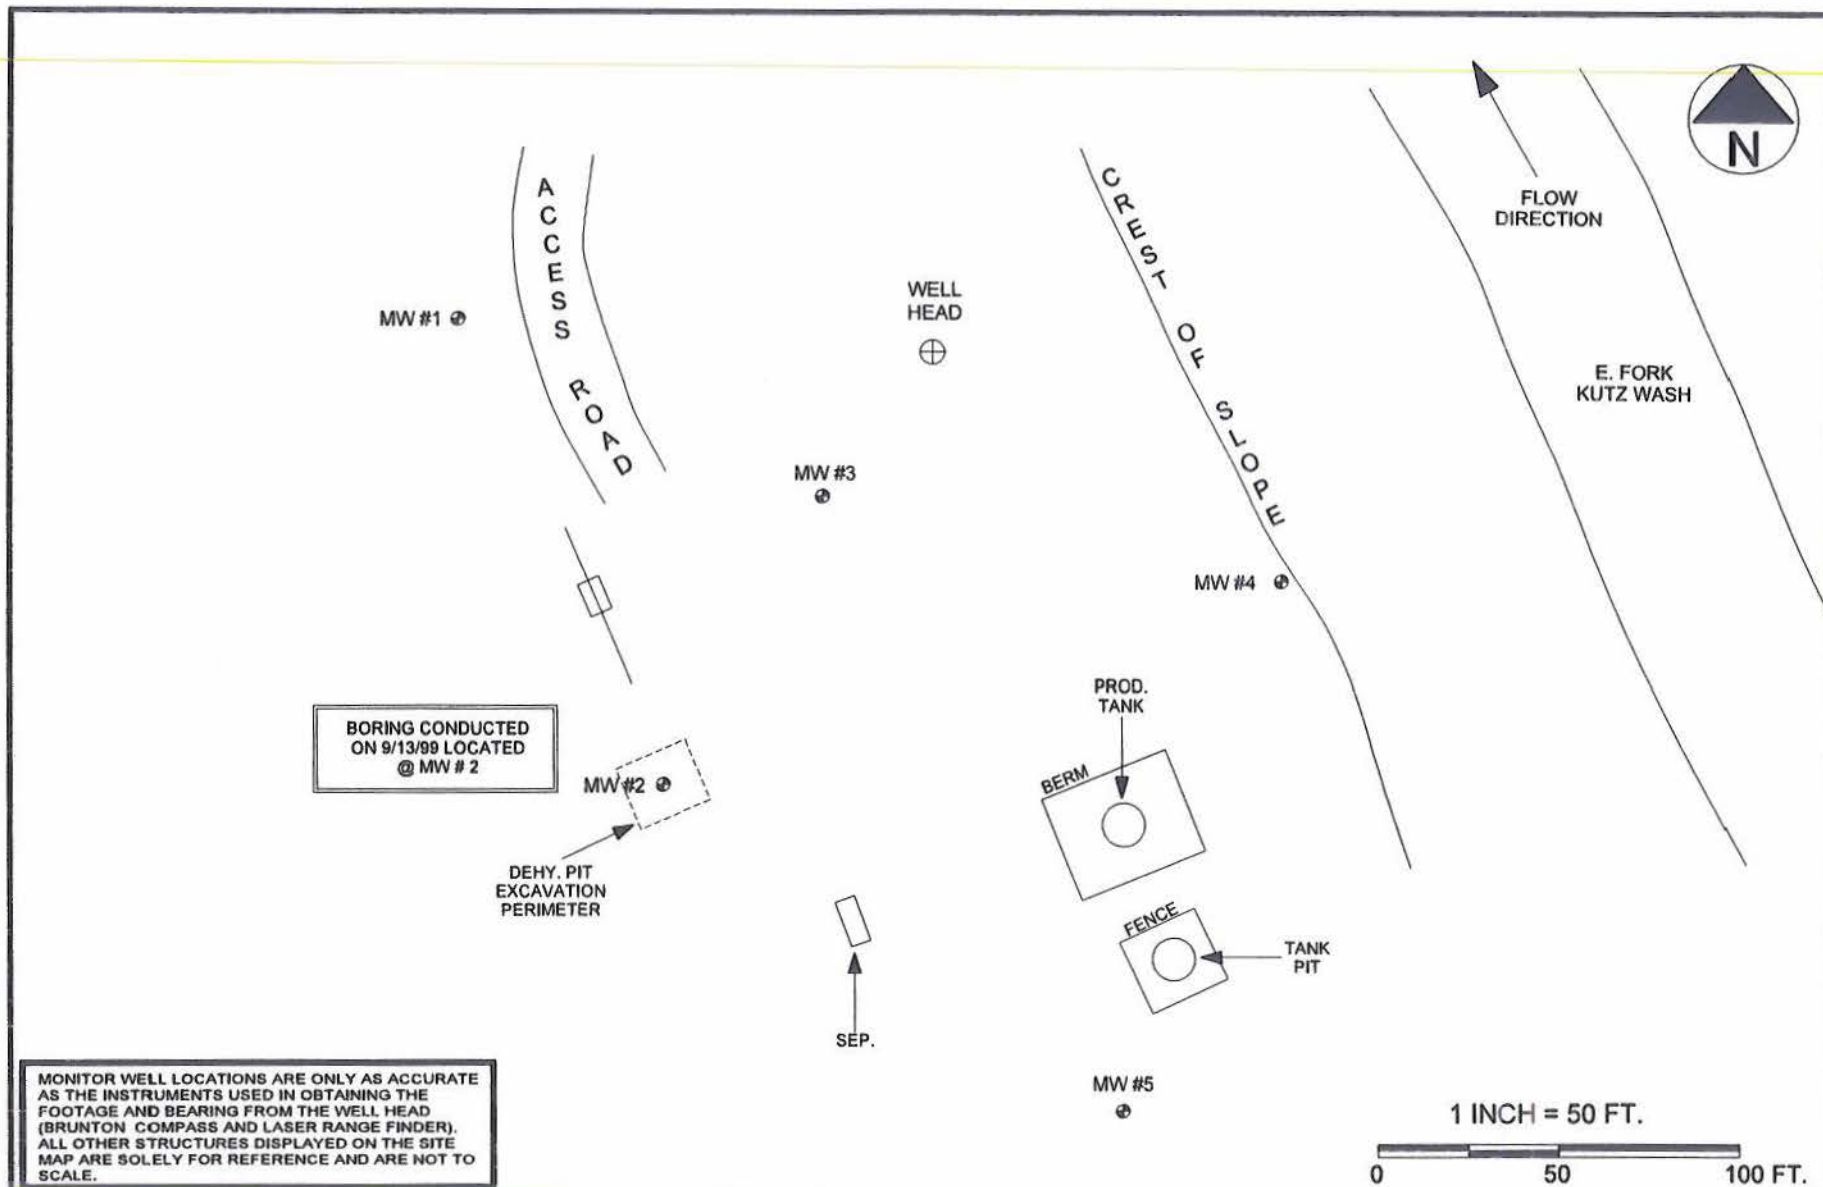 N
FLOW
DIRECTION
ACCESS ROAD
CREST OF SLOPE
WELL
HEAD
MW #1
E. FORK
KUTZ WASH
MW #3
MW #4
PROD.
TANK
BORING CONDUCTED
ON 9/13/99 LOCATED
@ MW # 2
BERM
MW #2
DEHY. PIT
EXCAVATION
PERIMETER
FENCE
TANK
PIT
SEP.
MONITOR WELL LOCATIONS ARE ONLY AS ACCURATE
AS THE INSTRUMENTS USED IN OBTAINING THE
FOOTAGE AND BEARING FROM THE WELL HEAD
(BRUNTON COMPASS AND LASER RANGE FINDER).
ALL OTHER STRUCTURES DISPLAYED ON THE SITE
MAP ARE SOLELY FOR REFERENCE AND ARE NOT TO
SCALE.
MW #5
1 INCH = 50 FT.
0 50 100 FT.